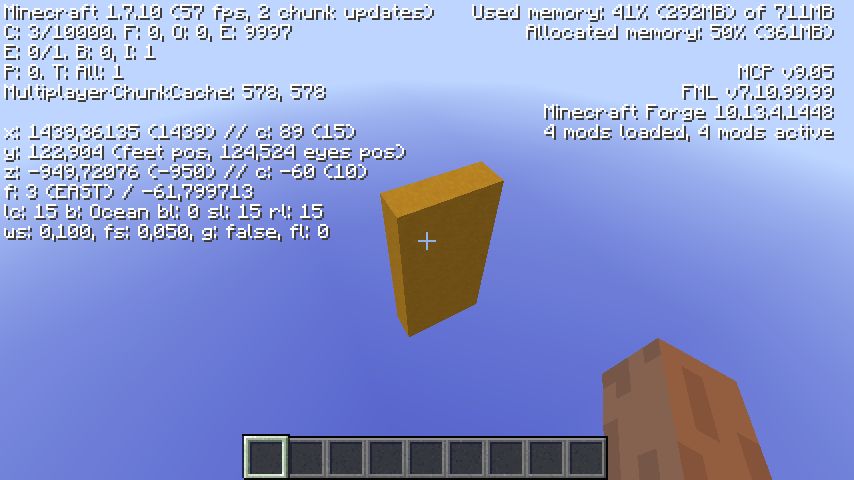 Minecraft 1.7.10 (57 fps, 2 chunk updates)
C: 3/10000, F: 0, O: 0, E: 9997
E: 0/1. B: 0, I: 1
P: 0. T: All: 1
MultiplayerChunkCache: 578, 578
x: 1439,36135 (1439) // c: 89 (15)
y: 122,904 (feet pos, 124,524 eyes pos)
z: -949,72076 (-950) // c: -60 (10)
f: 3 (EAST) / -61,799713
lc: 15 b: Ocean bl: 0 sl: 15 rl: 15
ws: 0,100, fs: 0,050, g: false, fl: 0
Used memory: 41% (292MB) of 711MB
Allocated memory: 50% (361MB)
MCP v9.05
FML v7.10.99.99
Minecraft Forge 10.13.4.1448
4 mods loaded, 4 mods active